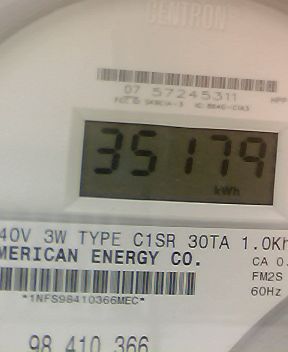 CENTRON
07 57245311
35179
kWh
40V 3W TYPE C1SR 30TA 1.0Kh
MERICAN ENERGY CO.
CA 0.
FM2S
60Hz
*1NFS98410366MEC*
98 410 366